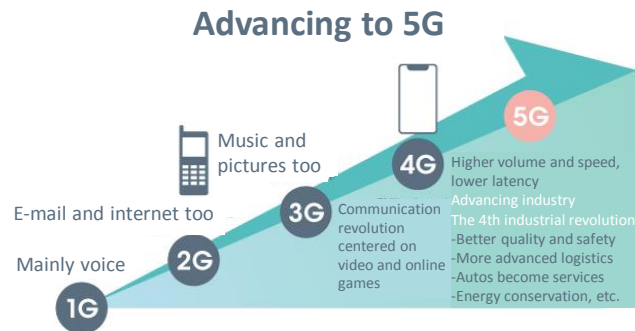 Advancing to 5G
5G
Music and
pictures too
4G
Higher volume and speed,
lower latency
Advancing industry
The 4th industrial revolution
-Better quality and safety
-More advanced logistics
-Autos become services
-Energy conservation, etc.
E-mail and internet too
3G
Communication
revolution
centered on
video and online
games
Mainly voice
2G
1G